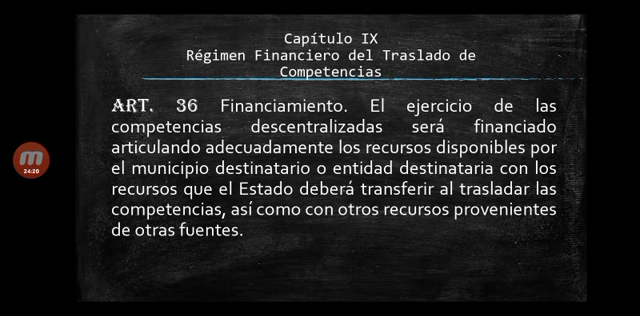 Capítulo IX
Régimen Financiero del Traslado de
Competencias
ART. 36 Financiamiento. El ejercicio de las
competencias descentralizadas será financiado
articulando adecuadamente los recursos disponibles por
el municipio destinatario o entidad destinataria con los
recursos que el Estado deberá transferir al trasladar las
competencias, así como con otros recursos provenientes
de otras fuentes.
24:20